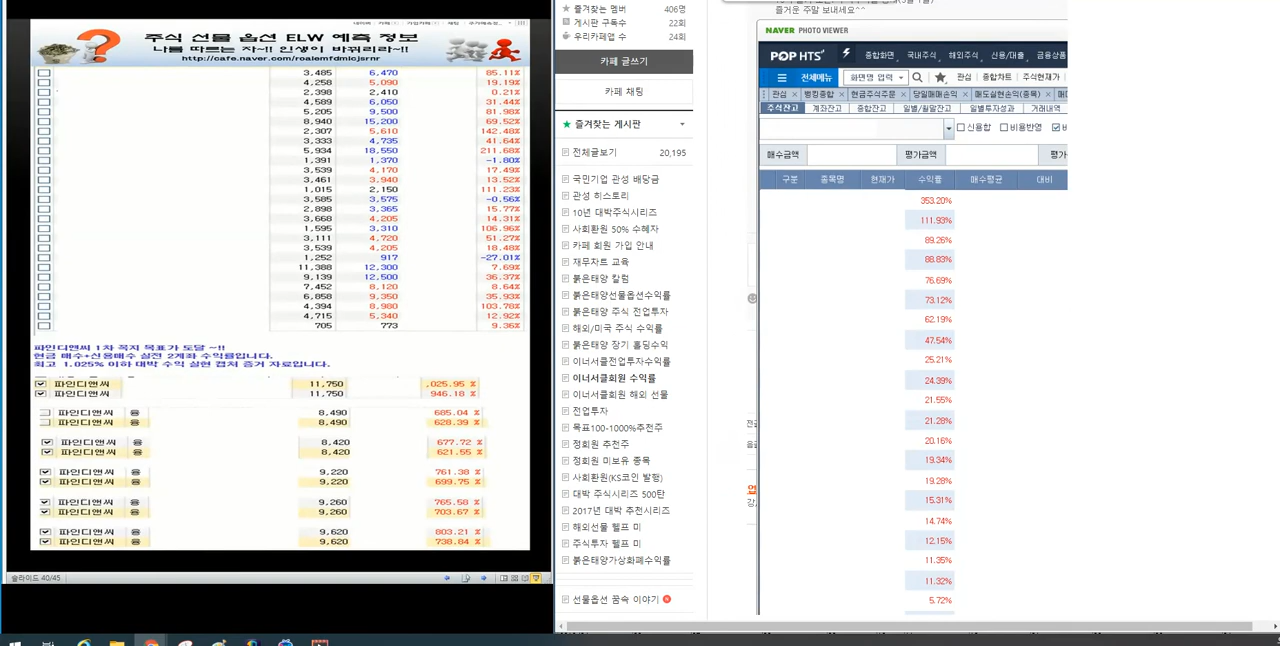 주식 선물 옵션 ELW 예측 정보
나를 따르는 자~!! 인생이 바뀌리라~!!
http://cafe.naver.com/roalemfdmlcjsrnr
3,485 6,470 85.11%
4,258 5,090 19.19%
2,398 2,410 0.21%
4,589 6,050 31.44%
5,205 9,500 81.98%
8,940 15,200 69.52%
2,307 5,610 142.48%
3,333 4,735 41.64%
5,934 18,550 211.68%
1,391 1,370 -1.80%
3,539 4,170 17.49%
3,461 3,940 13.52%
1,015 2,150 111.23%
3,585 3,575 -0.56%
2,898 3,365 15.77%
3,668 4,205 14.31%
1,595 3,310 106.96%
3,111 4,720 51.27%
3,539 4,205 18.48%
1,252 917 -27.01%
11,388 12,300 7.69%
9,139 12,500 36.37%
7,452 8,120 8.64%
6,858 9,350 35.93%
4,394 8,980 103.78%
4,715 5,340 12.92%
705 773 9.36%
파인디앤씨 1차 꼭지 목표가 도달 ~!!
현금 매수+신용매수 실전 2계좌 수익률입니다.
최고 1.025% 이하 대박 수익 실현 캡처 증거 자료입니다.
파인디앤씨 11,750 ,025.95 %
파인디앤씨 11,750 946.18 %
파인디앤씨 융 8,490 685.04 %
파인디앤씨 융 8,490 628.39 %
파인디앤씨 융 8,420 677.72 %
파인디앤씨 융 8,420 621.55 %
파인디앤씨 융 9,220 761.38 %
파인디앤씨 융 9,220 699.75 %
파인디앤씨 융 9,260 765.58 %
파인디앤씨 융 9,260 703.67 %
파인디앤씨 융 9,620 803.21 %
파인디앤씨 융 9,620 738.84 %
슬라이드 40/45
즐겨찾는 멤버 406명
게시판 구독수 22회
우리카페앱 수 24회
카페 글쓰기
카페 채팅
즐겨찾는 게시판
전체글보기 20,195
국민기업 관성 배당금
관성 히스토리
10년 대박주식시리즈
사회환원 50% 수혜자
카페 회원 가입 안내
재무차트 교육
붉은태양 칼럼
붉은태양선물옵션수익률
붉은태양 주식 전업투자
해외/미국 주식 수익률
붉은태양 장기 홀딩수익
이너서클전업투자수익률
이너서클회원 수익률
이너서클회원 해외 선물
전업투자
목표100-1000%추천주
정회원 추천주
정회원 미보유 종목
사회환원(KS코인 발행)
대박 주식시리즈 500탄
2017년 대박 추천시리즈
해외선물 헬프 미
주식투자 헬프 미
붉은태양가상화폐수익률
선물옵션 꿈속 이야기
즐거운 주말 보내세요^^
NAVER PHOTO VIEWER
POP HTS 종합화면 국내주식 해외주식 신용/대출 금융상품
전체메뉴 화면명 입력 관심 종합차트 주식현재가
관심 × 뱅킹종합 × 현금주식주문 × 당일매매손익 × 매도실현손익(종목) ×
주식잔고 계좌잔고 종합잔고 일별/월말잔고 일별투자성과 거래내역
신용합 비용반영
매수금액 평가금액 평가
구분 종목명 현재가 수익률 매수평균 대비
353.20%
111.93%
89.26%
88.83%
76.69%
73.12%
62.19%
47.54%
25.21%
24.39%
21.55%
21.28%
20.16%
19.34%
19.28%
15.31%
14.74%
12.15%
11.35%
11.32%
5.72%